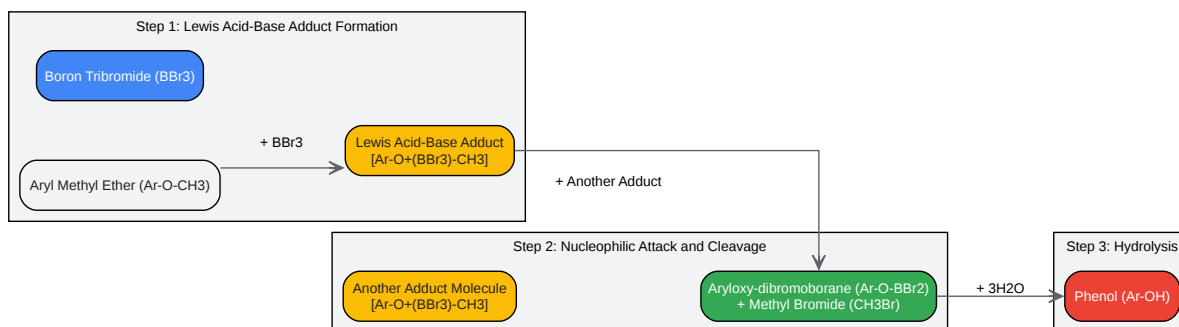 Step 1: Lewis Acid-Base Adduct Formation
Boron Tribromide (BBr3)
+ BBr3
Lewis Acid-Base Adduct
[Ar-O+(BBr3)-CH3]
Aryl Methyl Ether (Ar-O-CH3)
+ Another Adduct
Step 2: Nucleophilic Attack and Cleavage
Another Adduct Molecule
[Ar-O+(BBr3)-CH3]
Aryloxy-dibromoborane (Ar-O-BBr2)
+ Methyl Bromide (CH3Br)
+ 3H2O
Step 3: Hydrolysis
Phenol (Ar-OH)